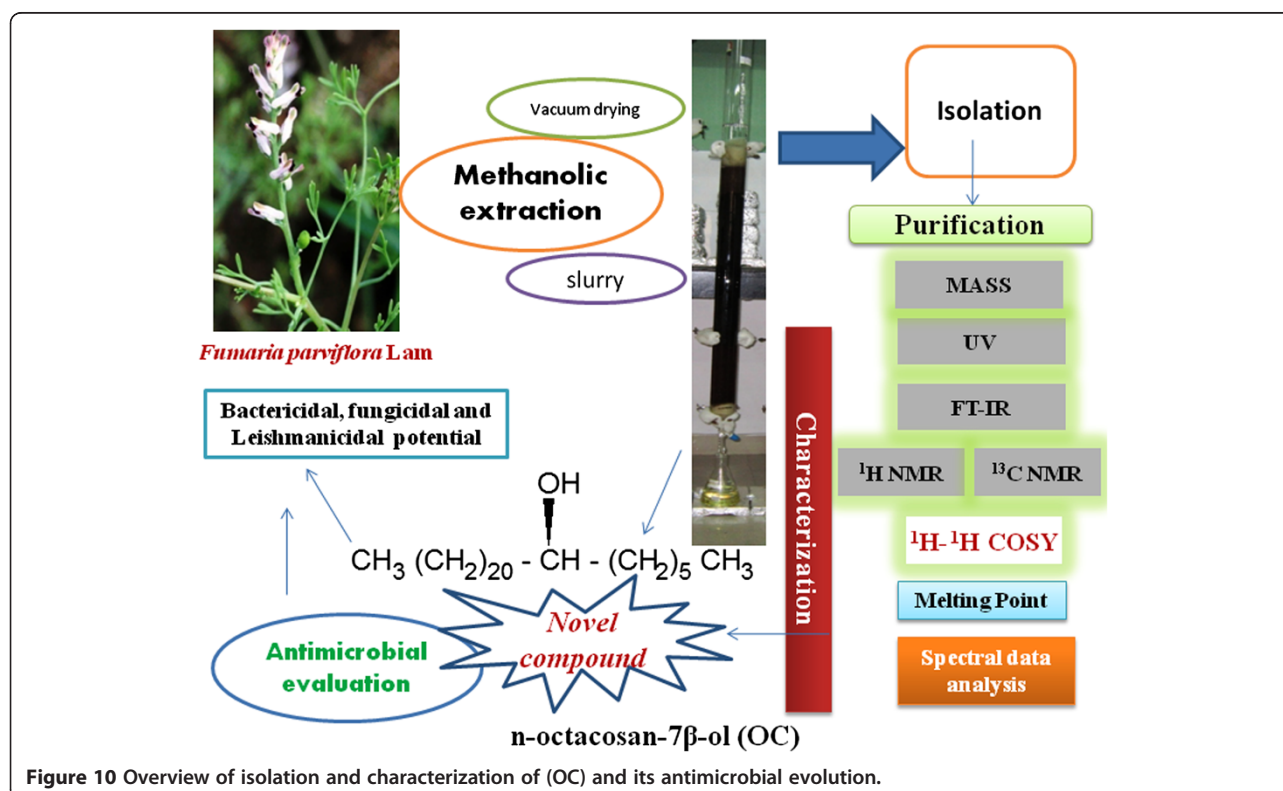 Vacuum drying
Methanolic
extraction
slurry
Isolation
Purification
MASS
UV
FT-IR
¹H NMR
¹³C NMR
¹H- ¹H COSY
Melting Point
Spectral data
analysis
Characterization
Fumaria parviflora Lam
Bactericidal, fungicidal and
Leishmanicidal potential
OH
CH₃ (CH₂)₂₀ - CH - (CH₂)₅ CH₃
Novel
compound
Antimicrobial
evaluation
n-octacosan-7β-ol (OC)
Figure 10 Overview of isolation and characterization of (OC) and its antimicrobial evolution.